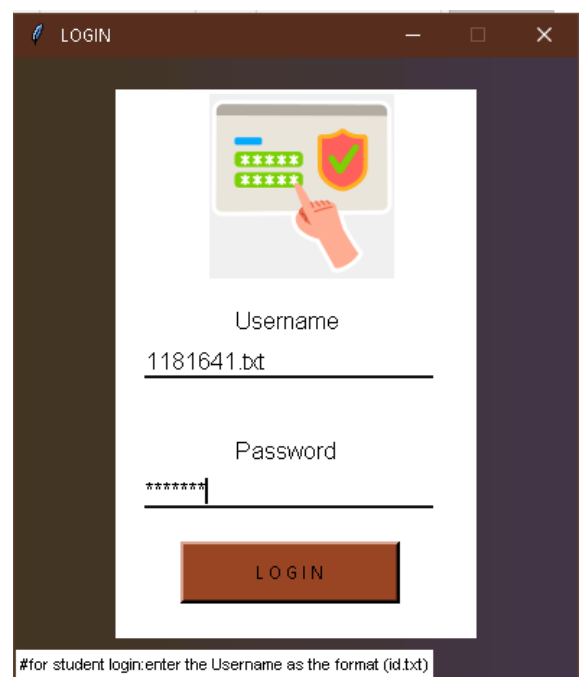 LOGIN
*****
*****
Username
1181641.txt
Password
*******
LOGIN
#for student login:enter the Username as the format (id.txt)